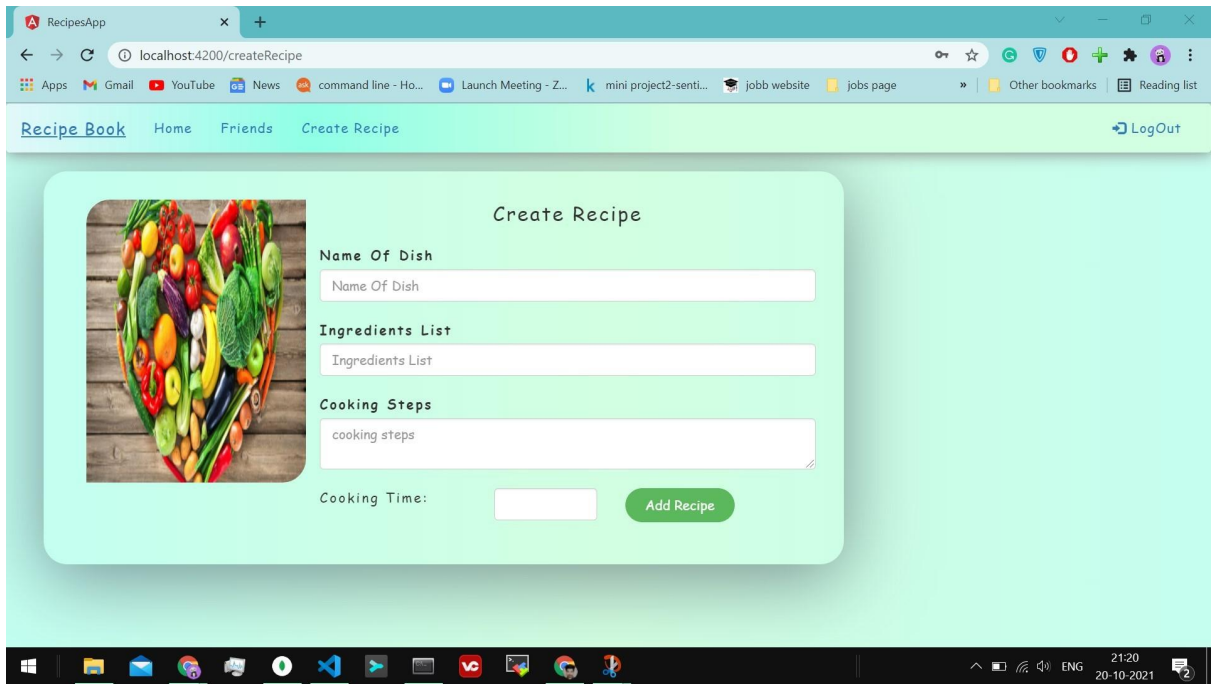 RecipesApp
localhost:4200/createRecipe
Apps Gmail YouTube News command line - Ho... Launch Meeting - Z... mini project2-senti... jobb website jobs page » Other bookmarks Reading list
Recipe Book Home Friends Create Recipe LogOut
Create Recipe
Name Of Dish
Name Of Dish
Ingredients List
Ingredients List
Cooking Steps
cooking steps
Cooking Time: Add Recipe
ENG 21:20
20-10-2021 2